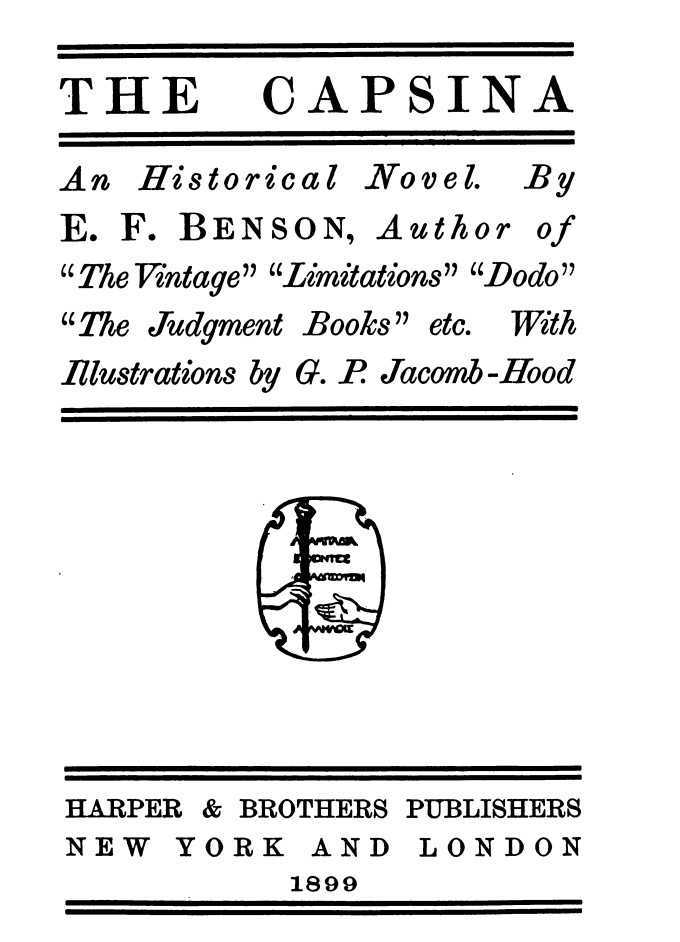 THE CAPSINA
An Historical Novel. By
E. F. BENSON, Author of
“The Vintage” “Limitations” “Dodo”
“The Judgment Books” etc. With
Illustrations by G. P. Jacomb-Hood
HARPER & BROTHERS PUBLISHERS
NEW YORK AND LONDON
1899